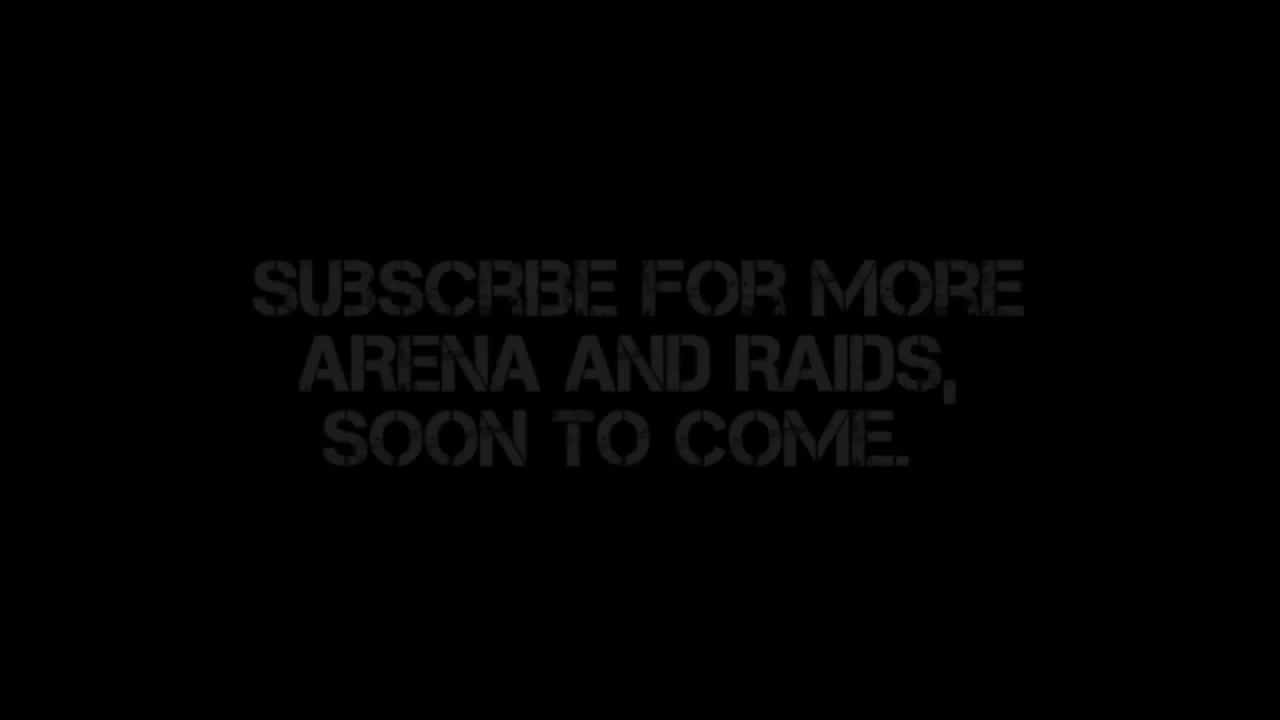 SUBSCRBE FOR MORE
ARENA AND RAIDS,
SOON TO COME.